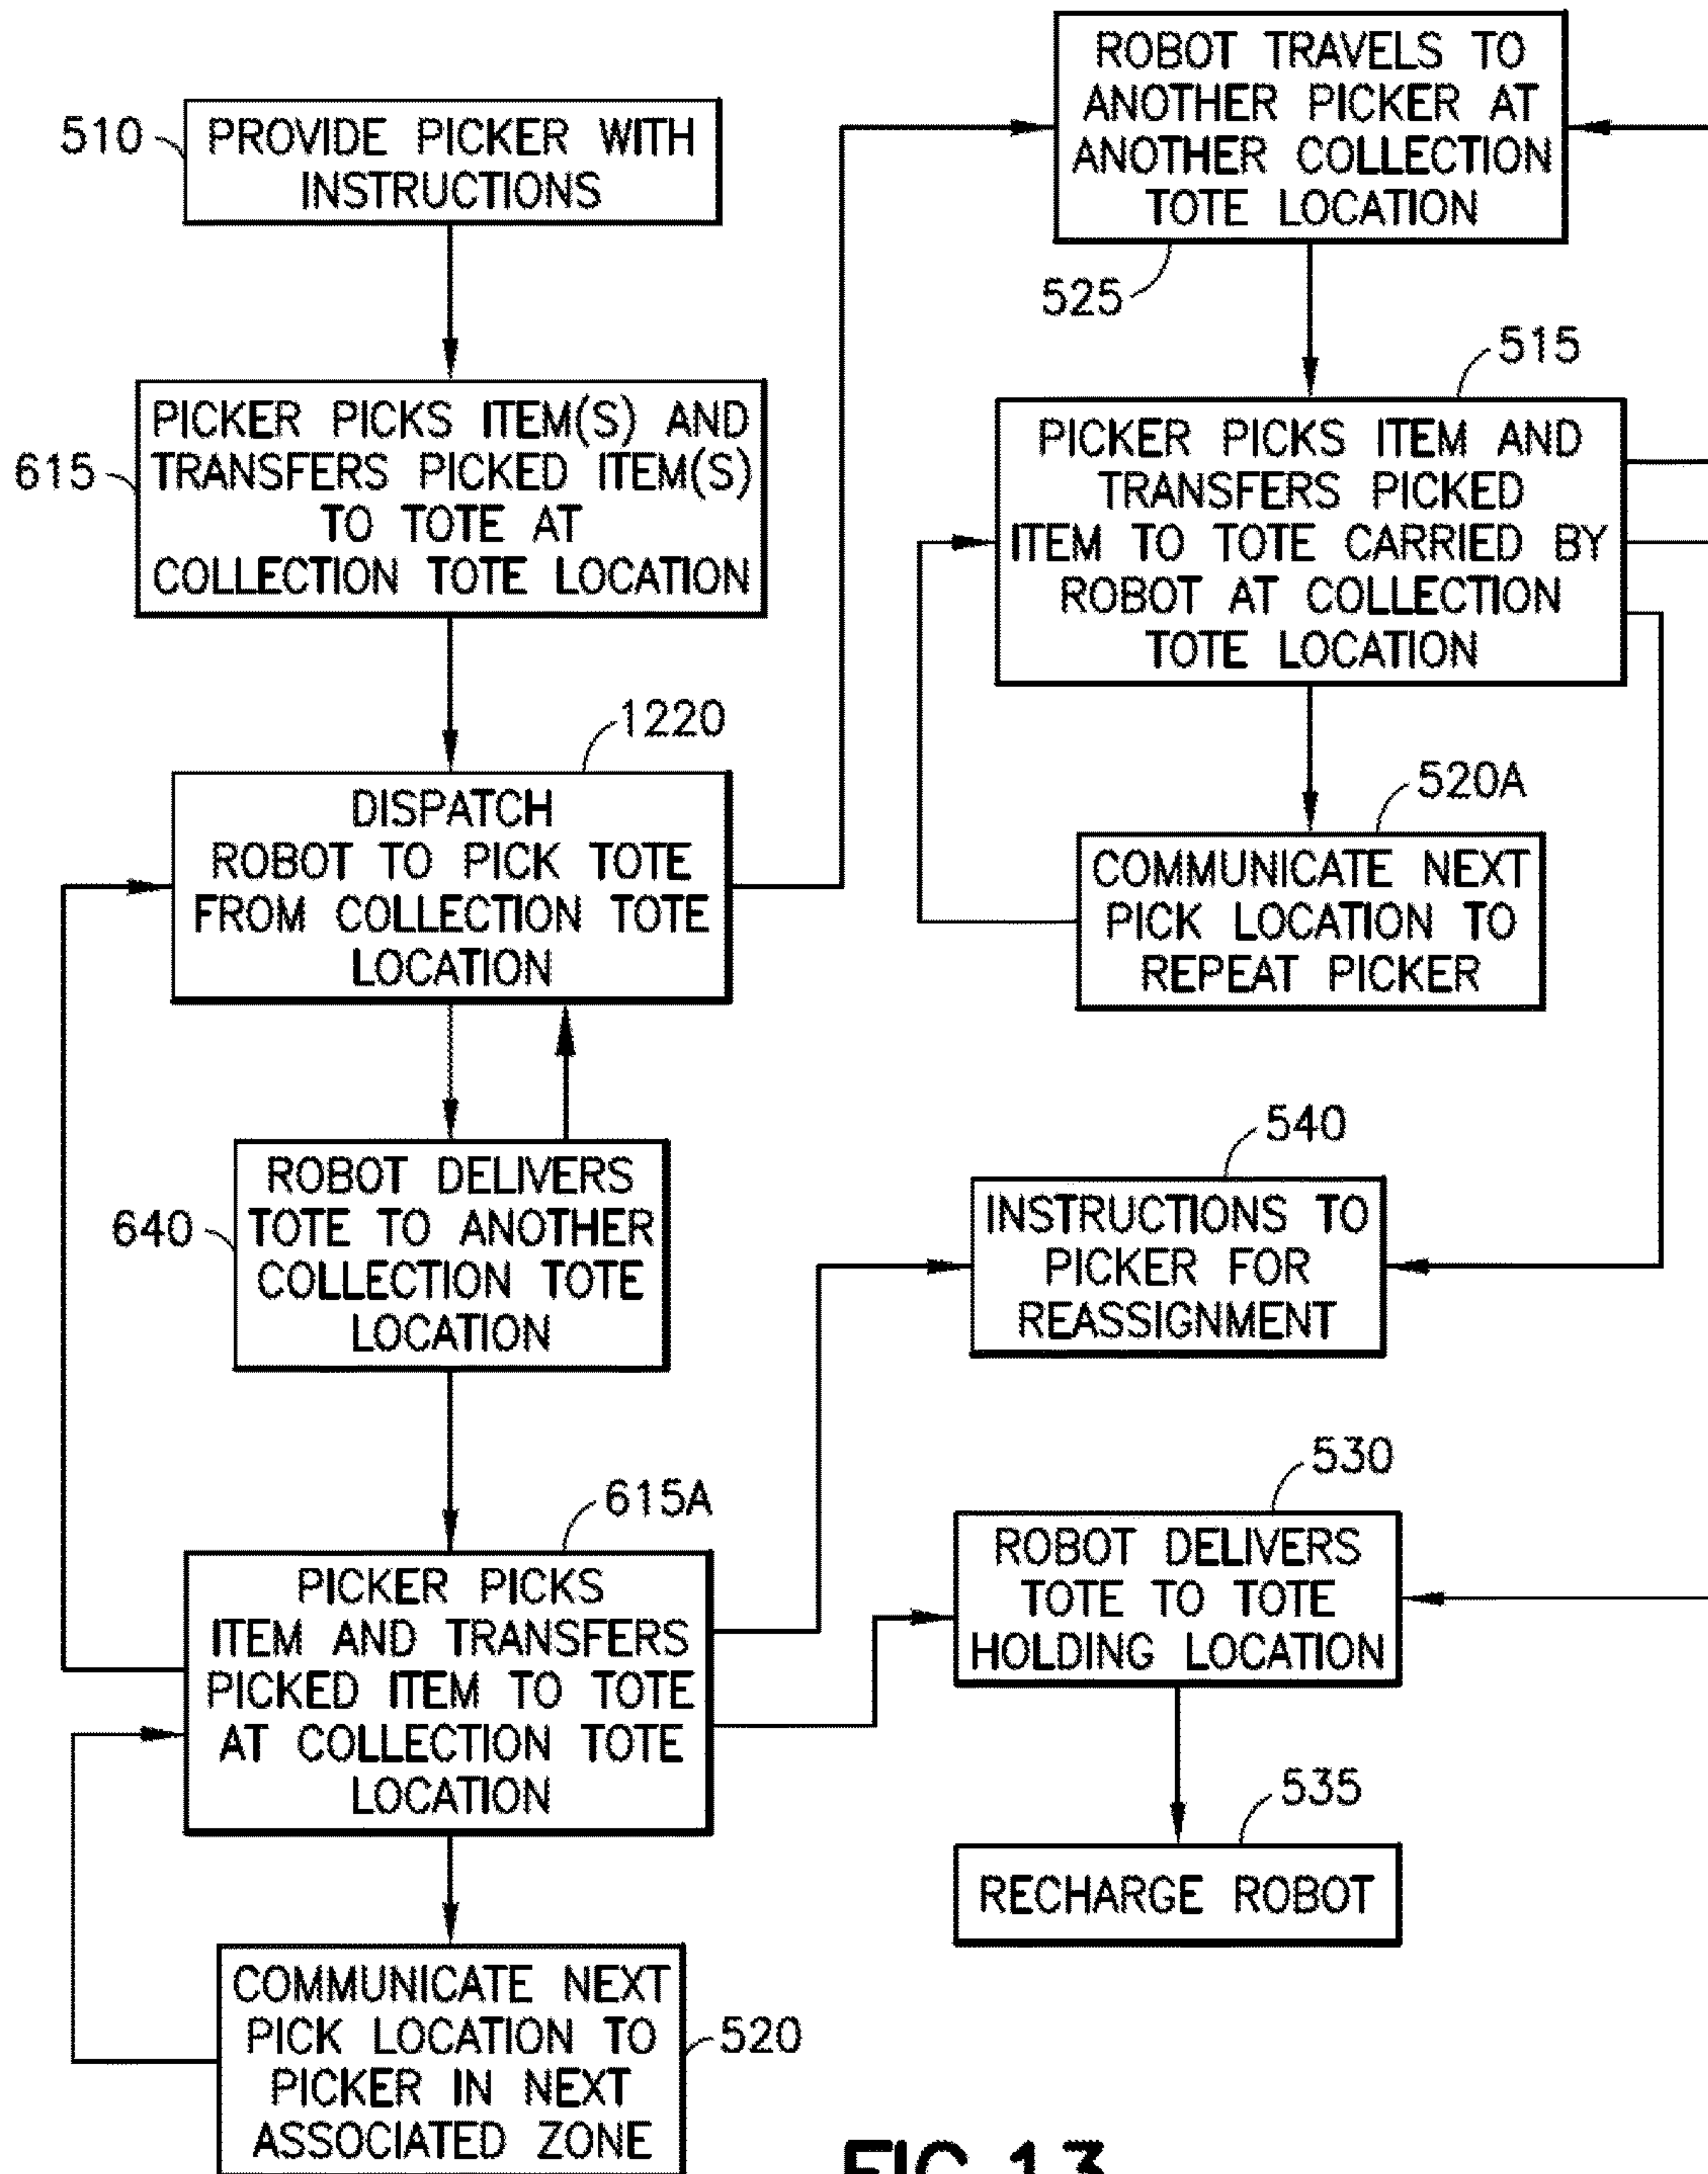 510
PROVIDE PICKER WITH
INSTRUCTIONS
615
PICKER PICKS ITEM(S) AND
TRANSFERS PICKED ITEM(S)
TO TOTE AT
COLLECTION TOTE LOCATION
1220
DISPATCH
ROBOT TO PICK TOTE
FROM COLLECTION TOTE
LOCATION
640
ROBOT DELIVERS
TOTE TO ANOTHER
COLLECTION TOTE
LOCATION
615A
PICKER PICKS
ITEM AND TRANSFERS
PICKED ITEM TO TOTE
AT COLLECTION TOTE
LOCATION
COMMUNICATE NEXT
PICK LOCATION TO
PICKER IN NEXT
ASSOCIATED ZONE
520
ROBOT TRAVELS TO
ANOTHER PICKER AT
ANOTHER COLLECTION
TOTE LOCATION
525
515
PICKER PICKS ITEM AND
TRANSFERS PICKED
ITEM TO TOTE CARRIED BY
ROBOT AT COLLECTION
TOTE LOCATION
520A
COMMUNICATE NEXT
PICK LOCATION TO
REPEAT PICKER
540
INSTRUCTIONS TO
PICKER FOR
REASSIGNMENT
530
ROBOT DELIVERS
TOTE TO TOTE
HOLDING LOCATION
535
RECHARGE ROBOT
FIG.13